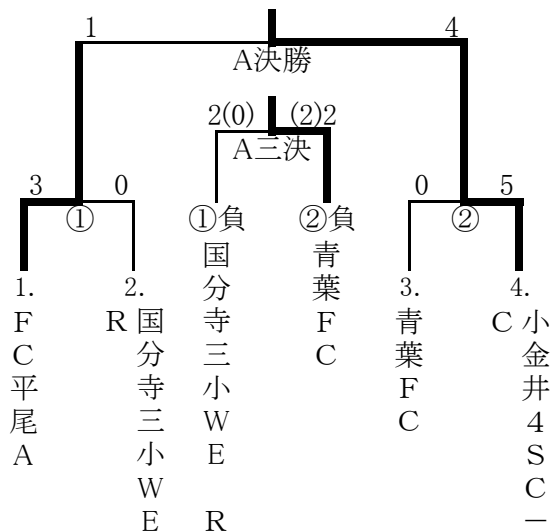 1 4
A決勝
2(0) (2)2
A三決
3 0 0 5
① ①負 ②負 ②
1. 2. 3. 4.
ＦＣ平尾Ａ
国分寺三小ＷＥ
Ｒ
国分寺三小ＷＥ Ｒ
青葉ＦＣ
青葉ＦＣ
小金井４ＳＣ－
Ｃ